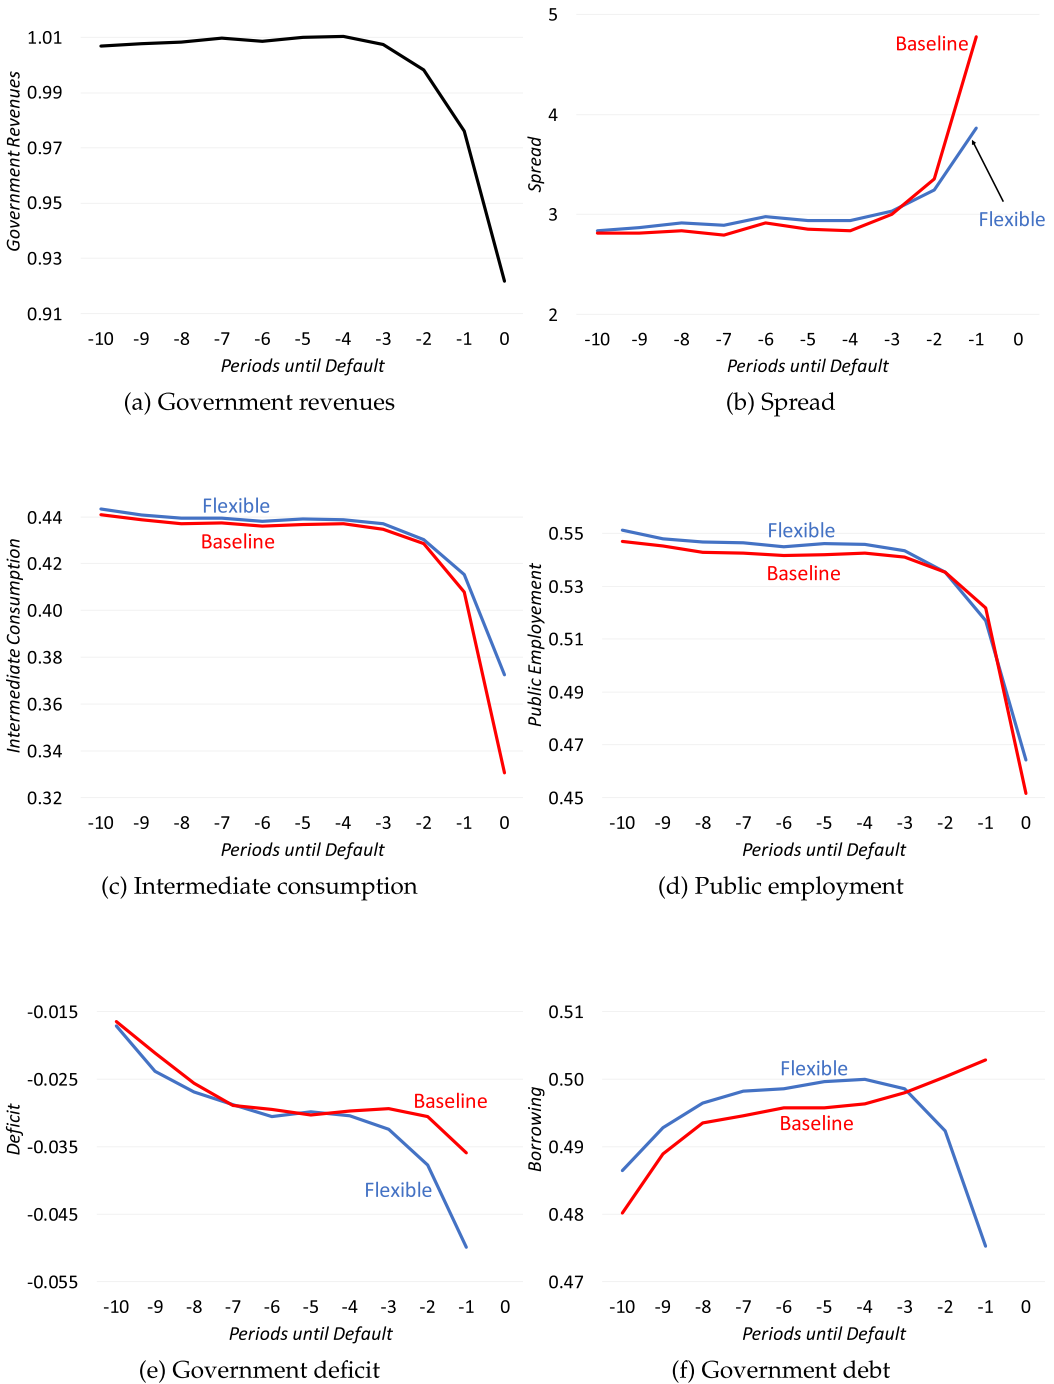 Government Revenues
1.01
0.99
0.97
0.95
0.93
0.91
-10 -9 -8 -7 -6 -5 -4 -3 -2 -1 0
Periods until Default
(a) Government revenues
Spread
5
4
3
2
Baseline
Flexible
-10 -9 -8 -7 -6 -5 -4 -3 -2 -1 0
Periods until Default
(b) Spread
Intermediate Consumption
0.44
0.42
0.40
0.38
0.36
0.34
0.32
Flexible
Baseline
-10 -9 -8 -7 -6 -5 -4 -3 -2 -1 0
Periods until Default
(c) Intermediate consumption
Public Employement
0.55
0.53
0.51
0.49
0.47
0.45
Flexible
Baseline
-10 -9 -8 -7 -6 -5 -4 -3 -2 -1 0
Periods until Default
(d) Public employment
Deficit
-0.015
-0.025
-0.035
-0.045
-0.055
Baseline
Flexible
-10 -9 -8 -7 -6 -5 -4 -3 -2 -1 0
Periods until Default
(e) Government deficit
Borrowing
0.51
0.50
0.49
0.48
0.47
Flexible
Baseline
-10 -9 -8 -7 -6 -5 -4 -3 -2 -1 0
Periods until Default
(f) Government debt